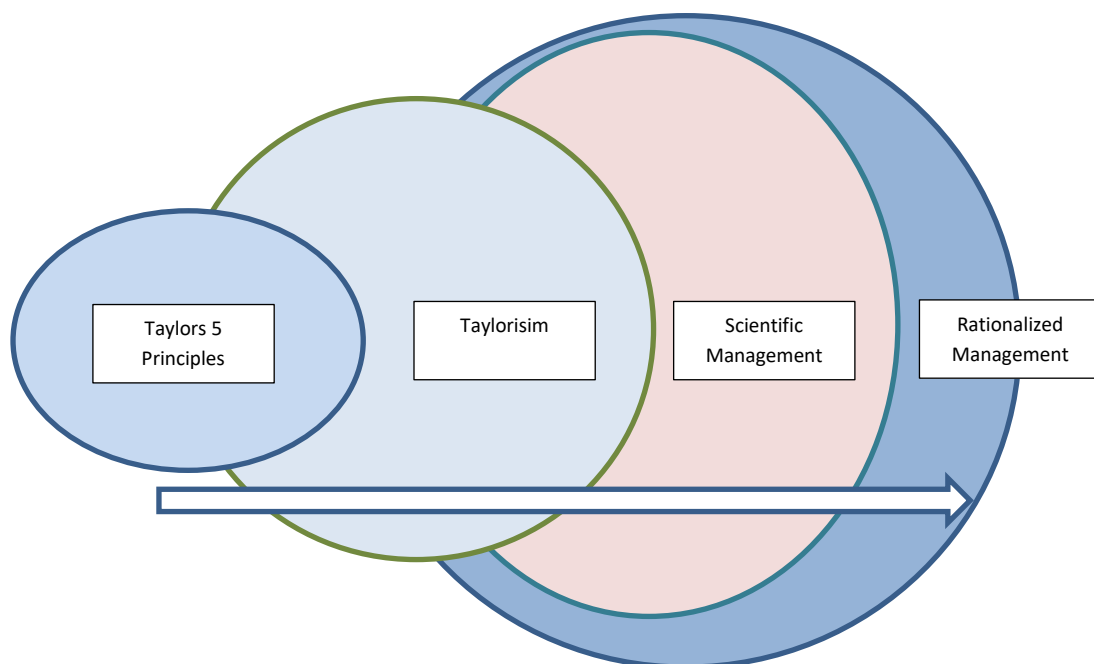 Taylors 5
Principles
Taylorisim
Scientific
Management
Rationalized
Management